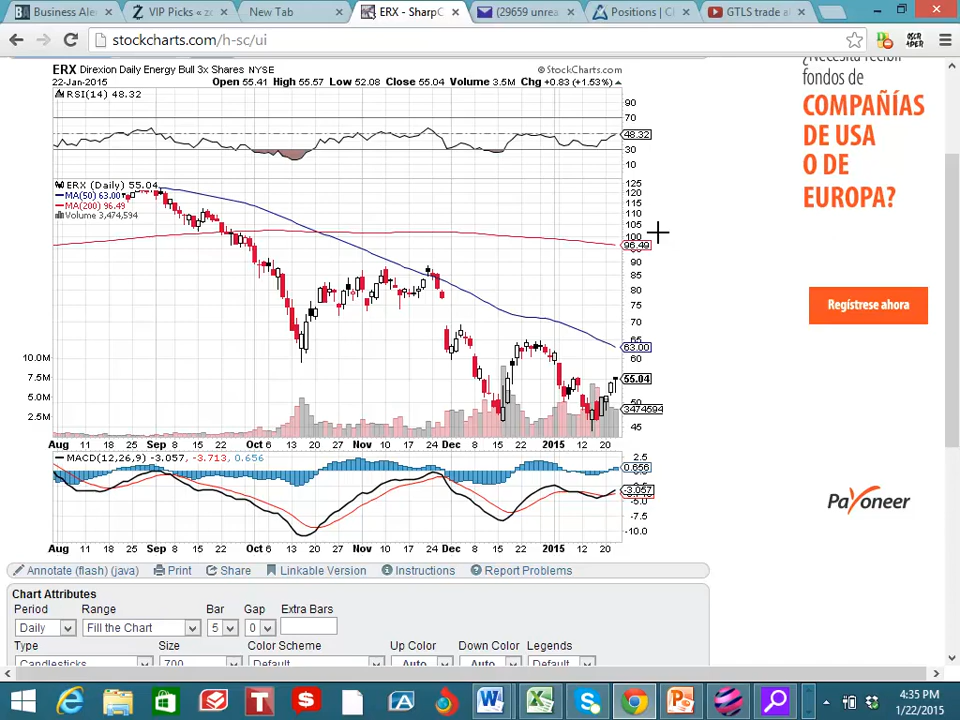 Business Aler
VIP Picks « zc
New Tab
ERX - SharpC
(29659 unrea
Positions | Cl
GTLS trade al
stockcharts.com/h-sc/ui
¿Necesita recibir
fondos de
COMPAÑÍAS
DE USA
O DE
EUROPA?
Regístrese ahora
Payoneer
ERX Direxion Daily Energy Bull 3x Shares NYSE
© StockCharts.com
22-Jan-2015
Open 55.41 High 55.57 Low 52.08 Close 55.04 Volume 3.5M Chg +0.83 (+1.53%)
RSI(14) 48.32
90
70
48.32
30
10
ERX (Daily) 55.04
MA(50) 63.00
MA(200) 96.49
Volume 3,474,594
125
120
115
110
105
100
96.49
90
85
80
75
70
63.00
60
55.04
50
3474594
45
10.0M
7.5M
5.0M
2.5M
Aug 11 18 25 Sep 8 15 22 Oct 6 13 20 27 Nov 10 17 24 Dec 8 15 22 2015 12 20
MACD(12,26,9) -3.057, -3.713, 0.656
2.5
0.656
-3.057
-5.0
-7.5
-10.0
Aug 11 18 25 Sep 8 15 22 Oct 6 13 20 27 Nov 10 17 24 Dec 8 15 22 2015 12 20
Annotate (flash) (java)
Print
Share
Linkable Version
Instructions
Report Problems
Chart Attributes
Period Range Bar Gap Extra Bars
Daily Fill the Chart 5 0
Type Size Color Scheme Up Color Down Color Legends
Candlesticks 700 Default Auto Auto Default
4:35 PM
1/22/2015